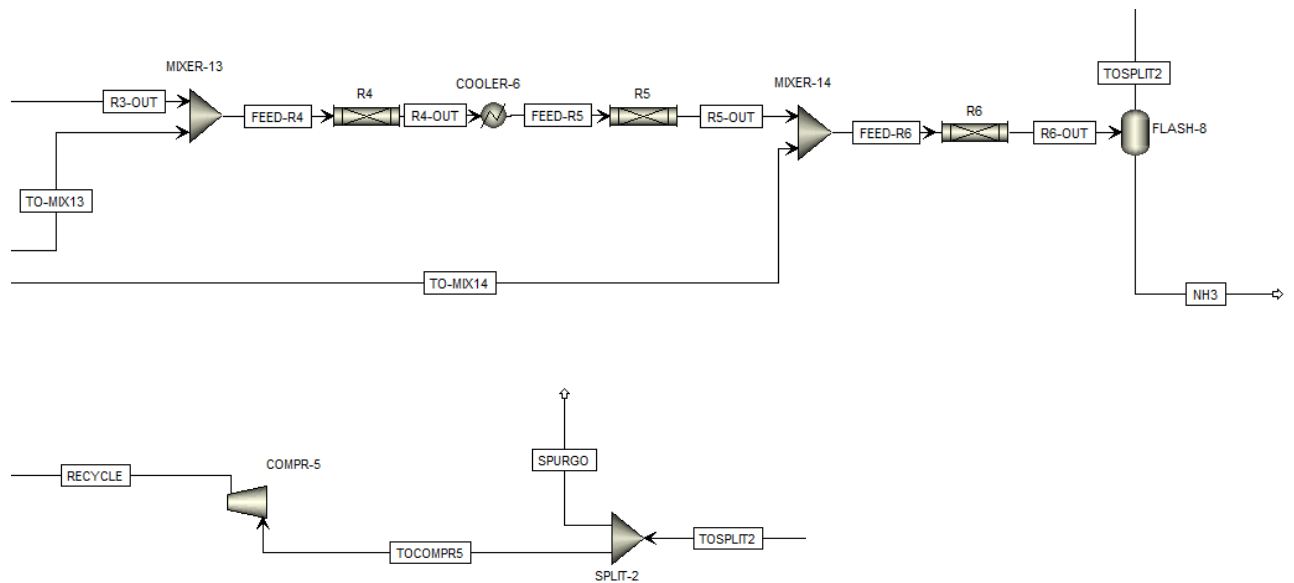 MIXER-13
R3-OUT
FEED-R4
R4
R4-OUT
COOLER-6
FEED-R5
R5
R5-OUT
MIXER-14
FEED-R6
R6
R6-OUT
TOSPLIT2
FLASH-8
TO-MIX13
TO-MIX14
NH3
RECYCLE
COMPR-5
SPURGO
TOCOMPR5
TOSPLIT2
SPLIT-2